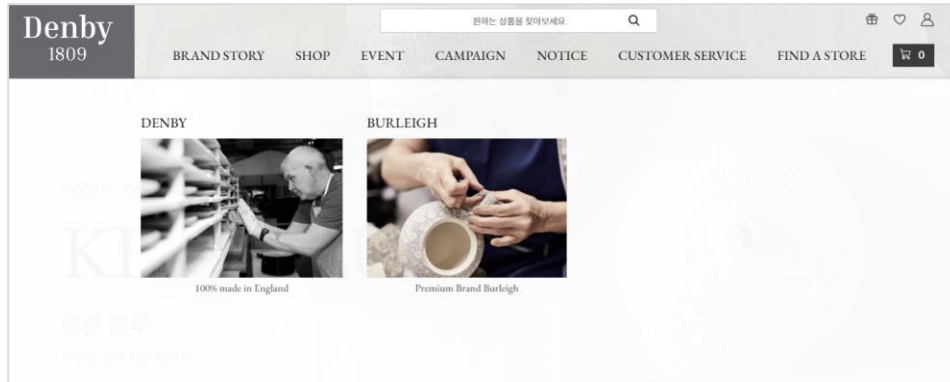 Denby
1809
원하는 상품을 찾아보세요
BRAND STORY SHOP EVENT CAMPAIGN NOTICE CUSTOMER SERVICE FIND A STORE 0
DENBY BURLEIGH
100% made in England Premium Brand Burleigh
킬른 블루